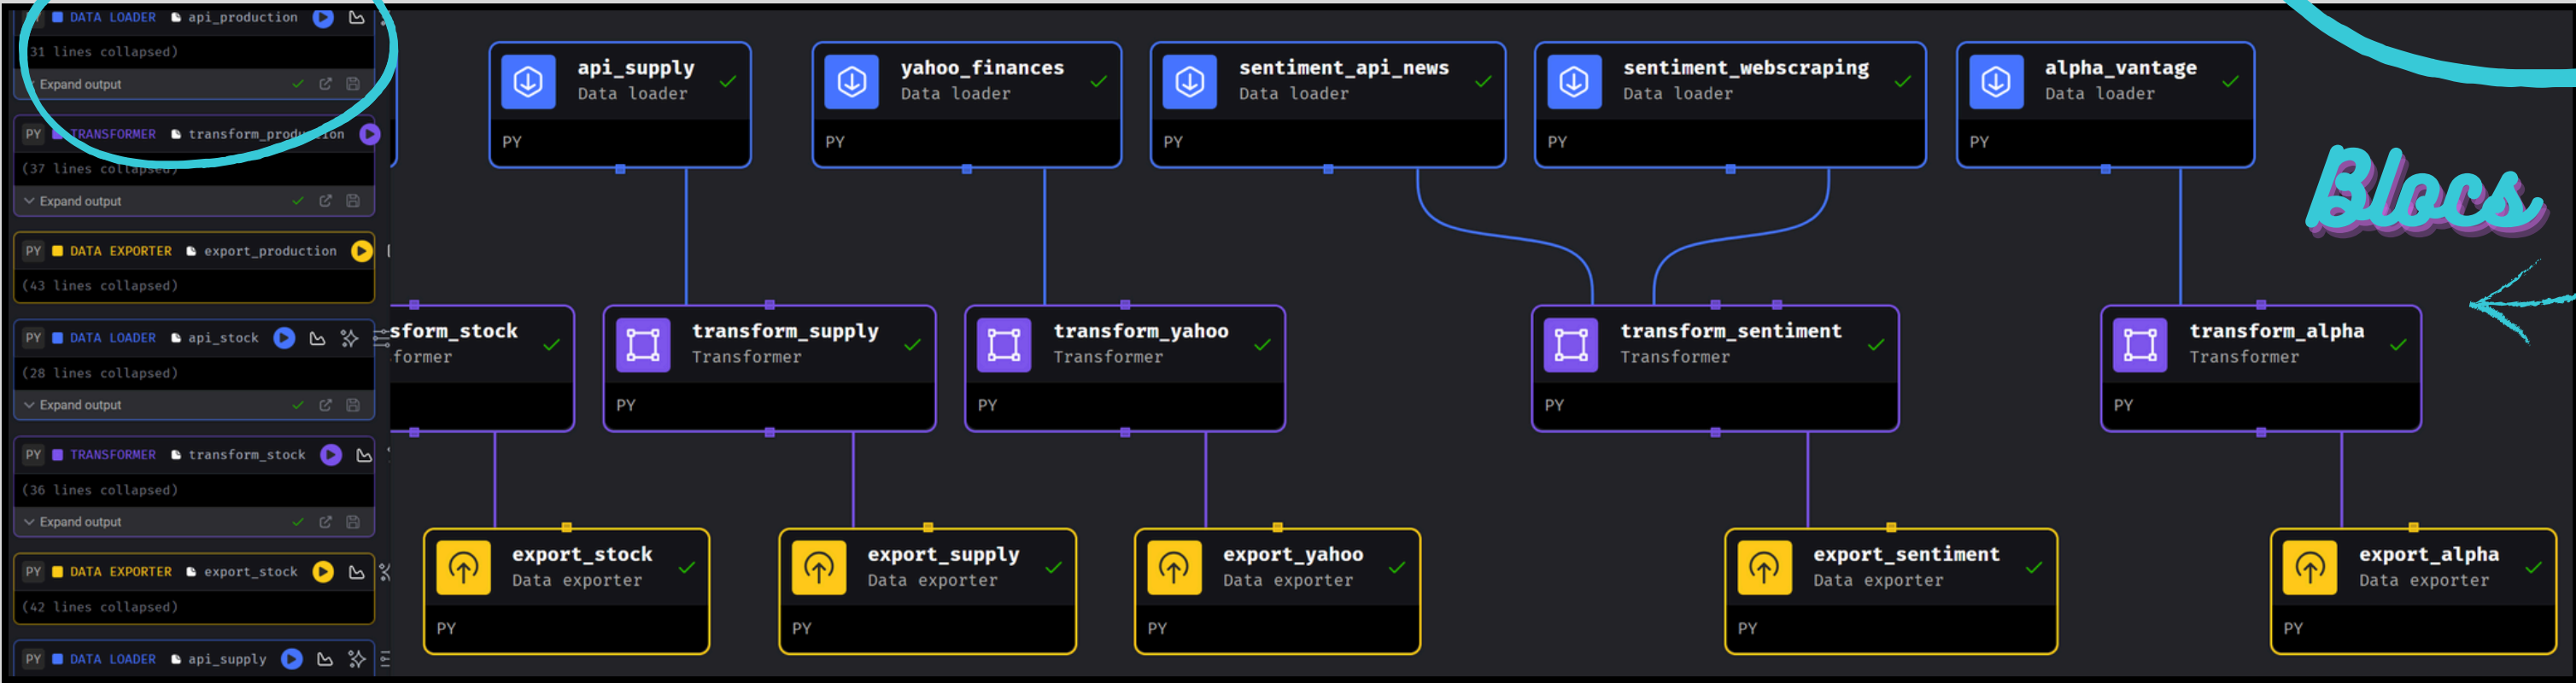 PY DATA LOADER api_production
(31 lines collapsed)
Expand output
PY TRANSFORMER transform_production
(37 lines collapsed)
Expand output
PY DATA EXPORTER export_production
(43 lines collapsed)
PY DATA LOADER api_stock
(28 lines collapsed)
Expand output
PY TRANSFORMER transform_stock
(36 lines collapsed)
Expand output
PY DATA EXPORTER export_stock
(42 lines collapsed)
PY DATA LOADER api_supply
api_supply
Data loader
PY
yahoo_finances
Data loader
PY
sentiment_api_news
Data loader
PY
sentiment_webscraping
Data loader
PY
alpha_vantage
Data loader
PY
Blocs
sform_stock
former
transform_supply
Transformer
PY
transform_yahoo
Transformer
PY
transform_sentiment
Transformer
PY
transform_alpha
Transformer
PY
export_stock
Data exporter
PY
export_supply
Data exporter
PY
export_yahoo
Data exporter
PY
export_sentiment
Data exporter
PY
export_alpha
Data exporter
PY